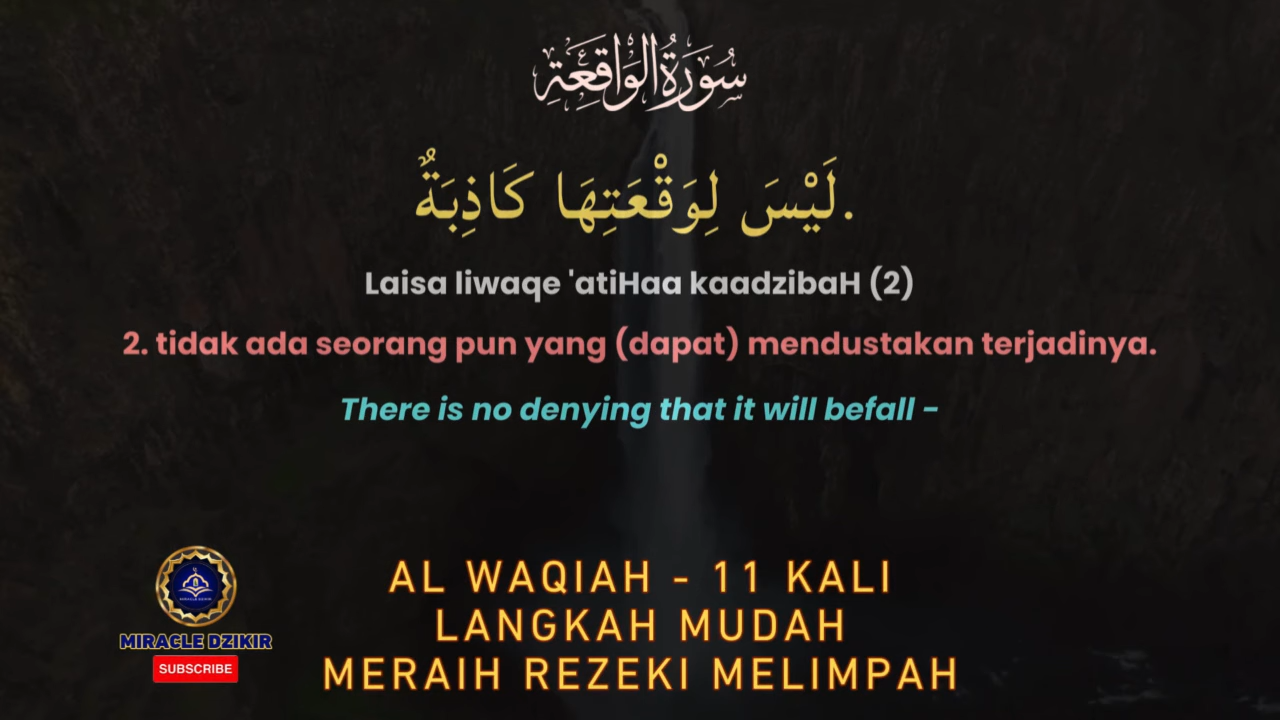 سُورَةُ الوَاقِعَةِ
لَيْسَ لِوَقْعَتِهَا كَاذِبَةٌ.
Laisa liwaqe 'atiHaa kaadzibaH (2)
2. tidak ada seorang pun yang (dapat) mendustakan terjadinya.
There is no denying that it will befall -
AL WAQIAH - 11 KALI
LANGKAH MUDAH
MERAIH REZEKI MELIMPAH
MIRACLE DZIKIR
MIRACLE DZIKIR
SUBSCRIBE